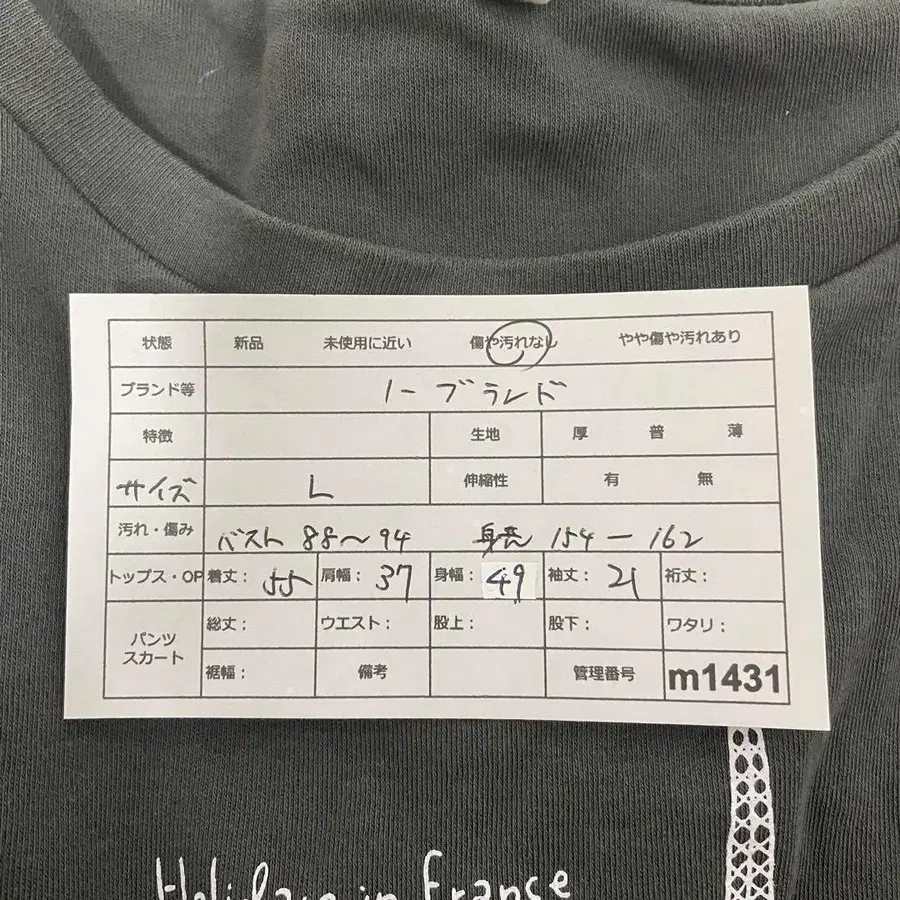 状態 新品 未使用に近い 傷や汚れなし やや傷や汚れあり
ブランド等 ノーブランド
特徴 生地 厚 普 薄
サイズ L 伸縮性 有 無
汚れ・傷み バスト 88〜94 身長 154－162
トップス・OP 着丈： 55 肩幅： 37 身幅： 49 袖丈： 21 裄丈：
パンツ スカート 総丈： ウエスト： 股上： 股下： ワタリ：
裾幅： 備考 管理番号 m1431
Holidays in France